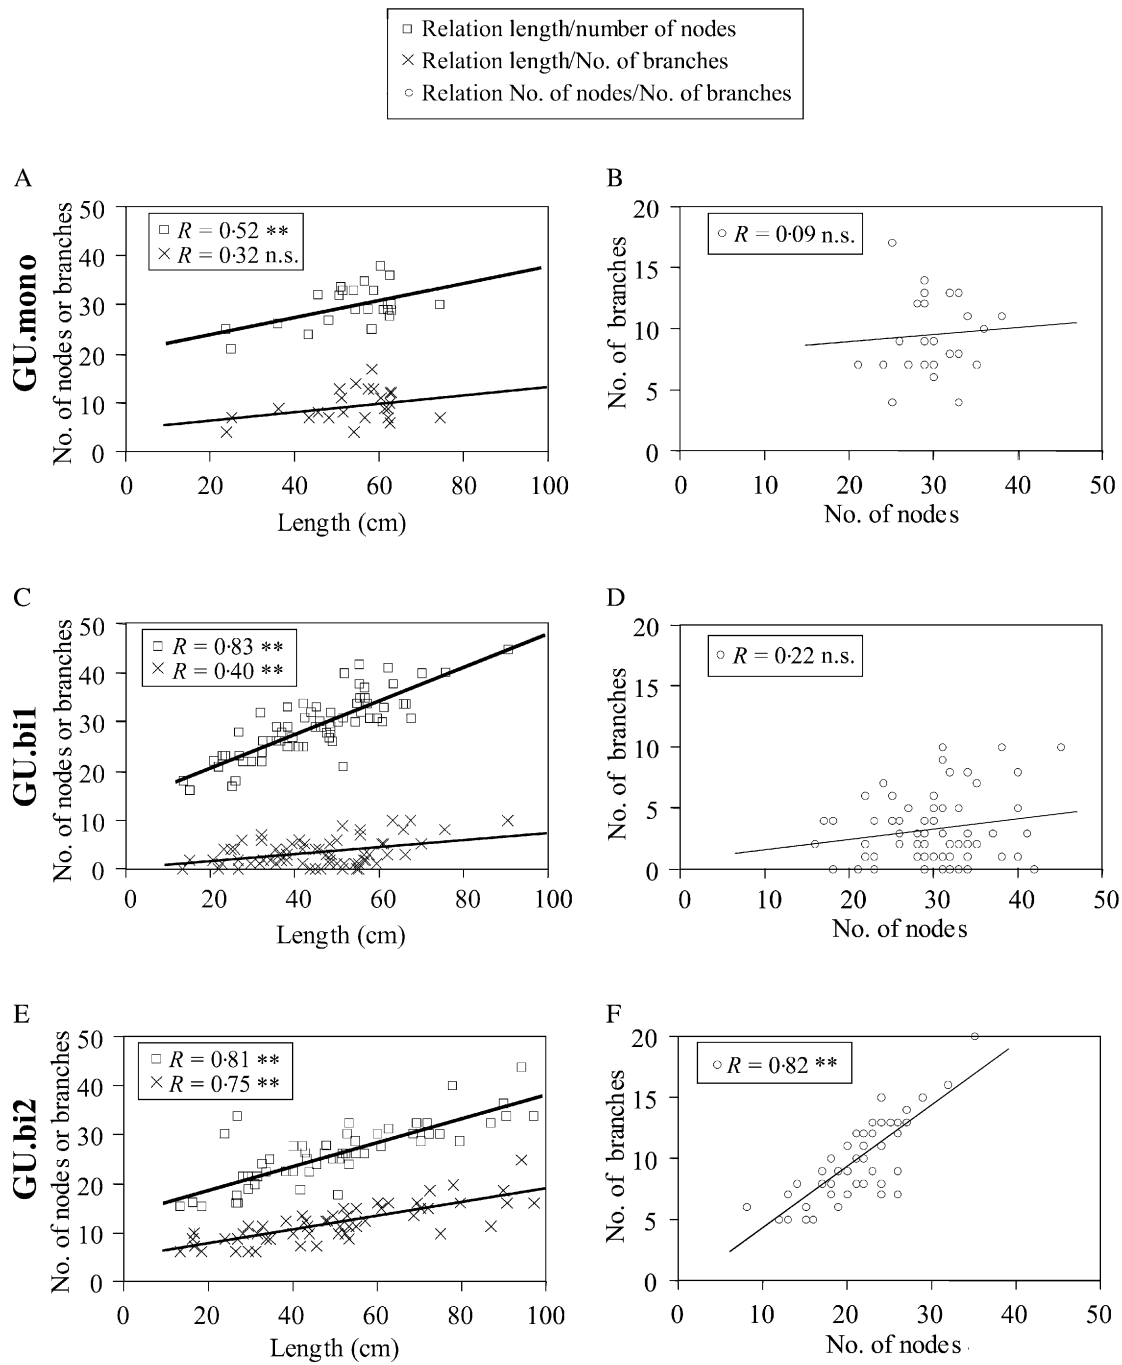 □ Relation length/number of nodes
× Relation length/No. of branches
○ Relation No. of nodes/No. of branches
A
GU.mono
No. of nodes or branches
50
40
30
20
10
0
□ R = 0·52 **
× R = 0·32 n.s.
0 20 40 60 80 100
Length (cm)
B
No. of branches
20
15
10
5
0
○ R = 0·09 n.s.
0 10 20 30 40 50
No. of nodes
C
GU.bi1
No. of nodes or branches
50
40
30
20
10
0
□ R = 0·83 **
× R = 0·40 **
0 20 40 60 80 100
Length (cm)
D
No. of branches
20
15
10
5
0
○ R = 0·22 n.s.
0 10 20 30 40 50
No. of nodes
E
GU.bi2
No. of nodes or branches
50
40
30
20
10
0
□ R = 0·81 **
× R = 0·75 **
0 20 40 60 80 100
Length (cm)
F
No. of branches
20
15
10
5
0
○ R = 0·82 **
0 10 20 30 40 50
No. of nodes